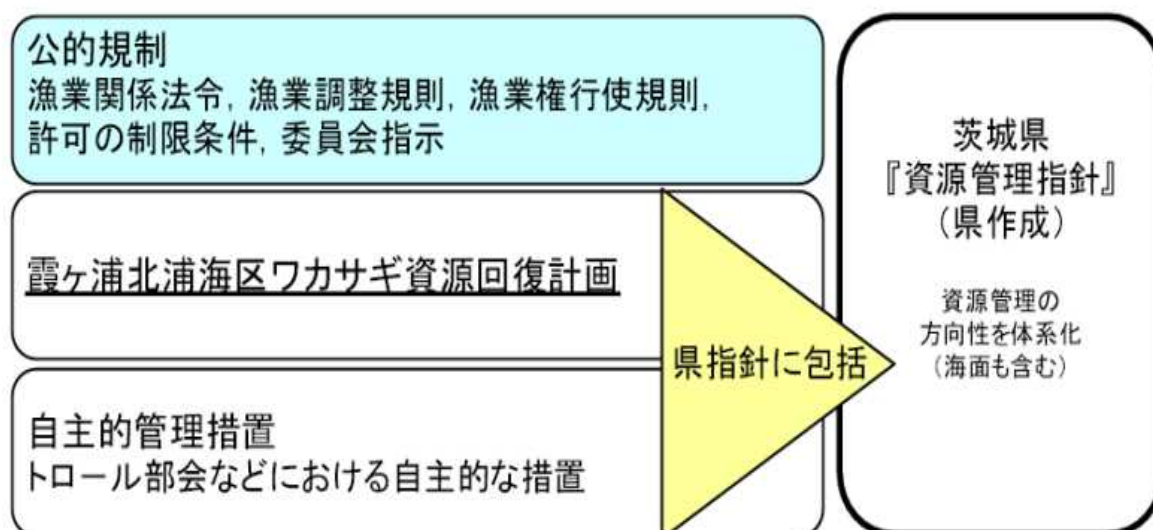 公的規制
漁業関係法令, 漁業調整規則, 漁業権行使規則,
許可の制限条件, 委員会指示
霞ヶ浦北浦海区ワカサギ資源回復計画
自主的管理措置
トロール部会などにおける自主的な措置
県指針に包括
茨城県
『資源管理指針』
（県作成）
資源管理の
方向性を体系化
（海面も含む）